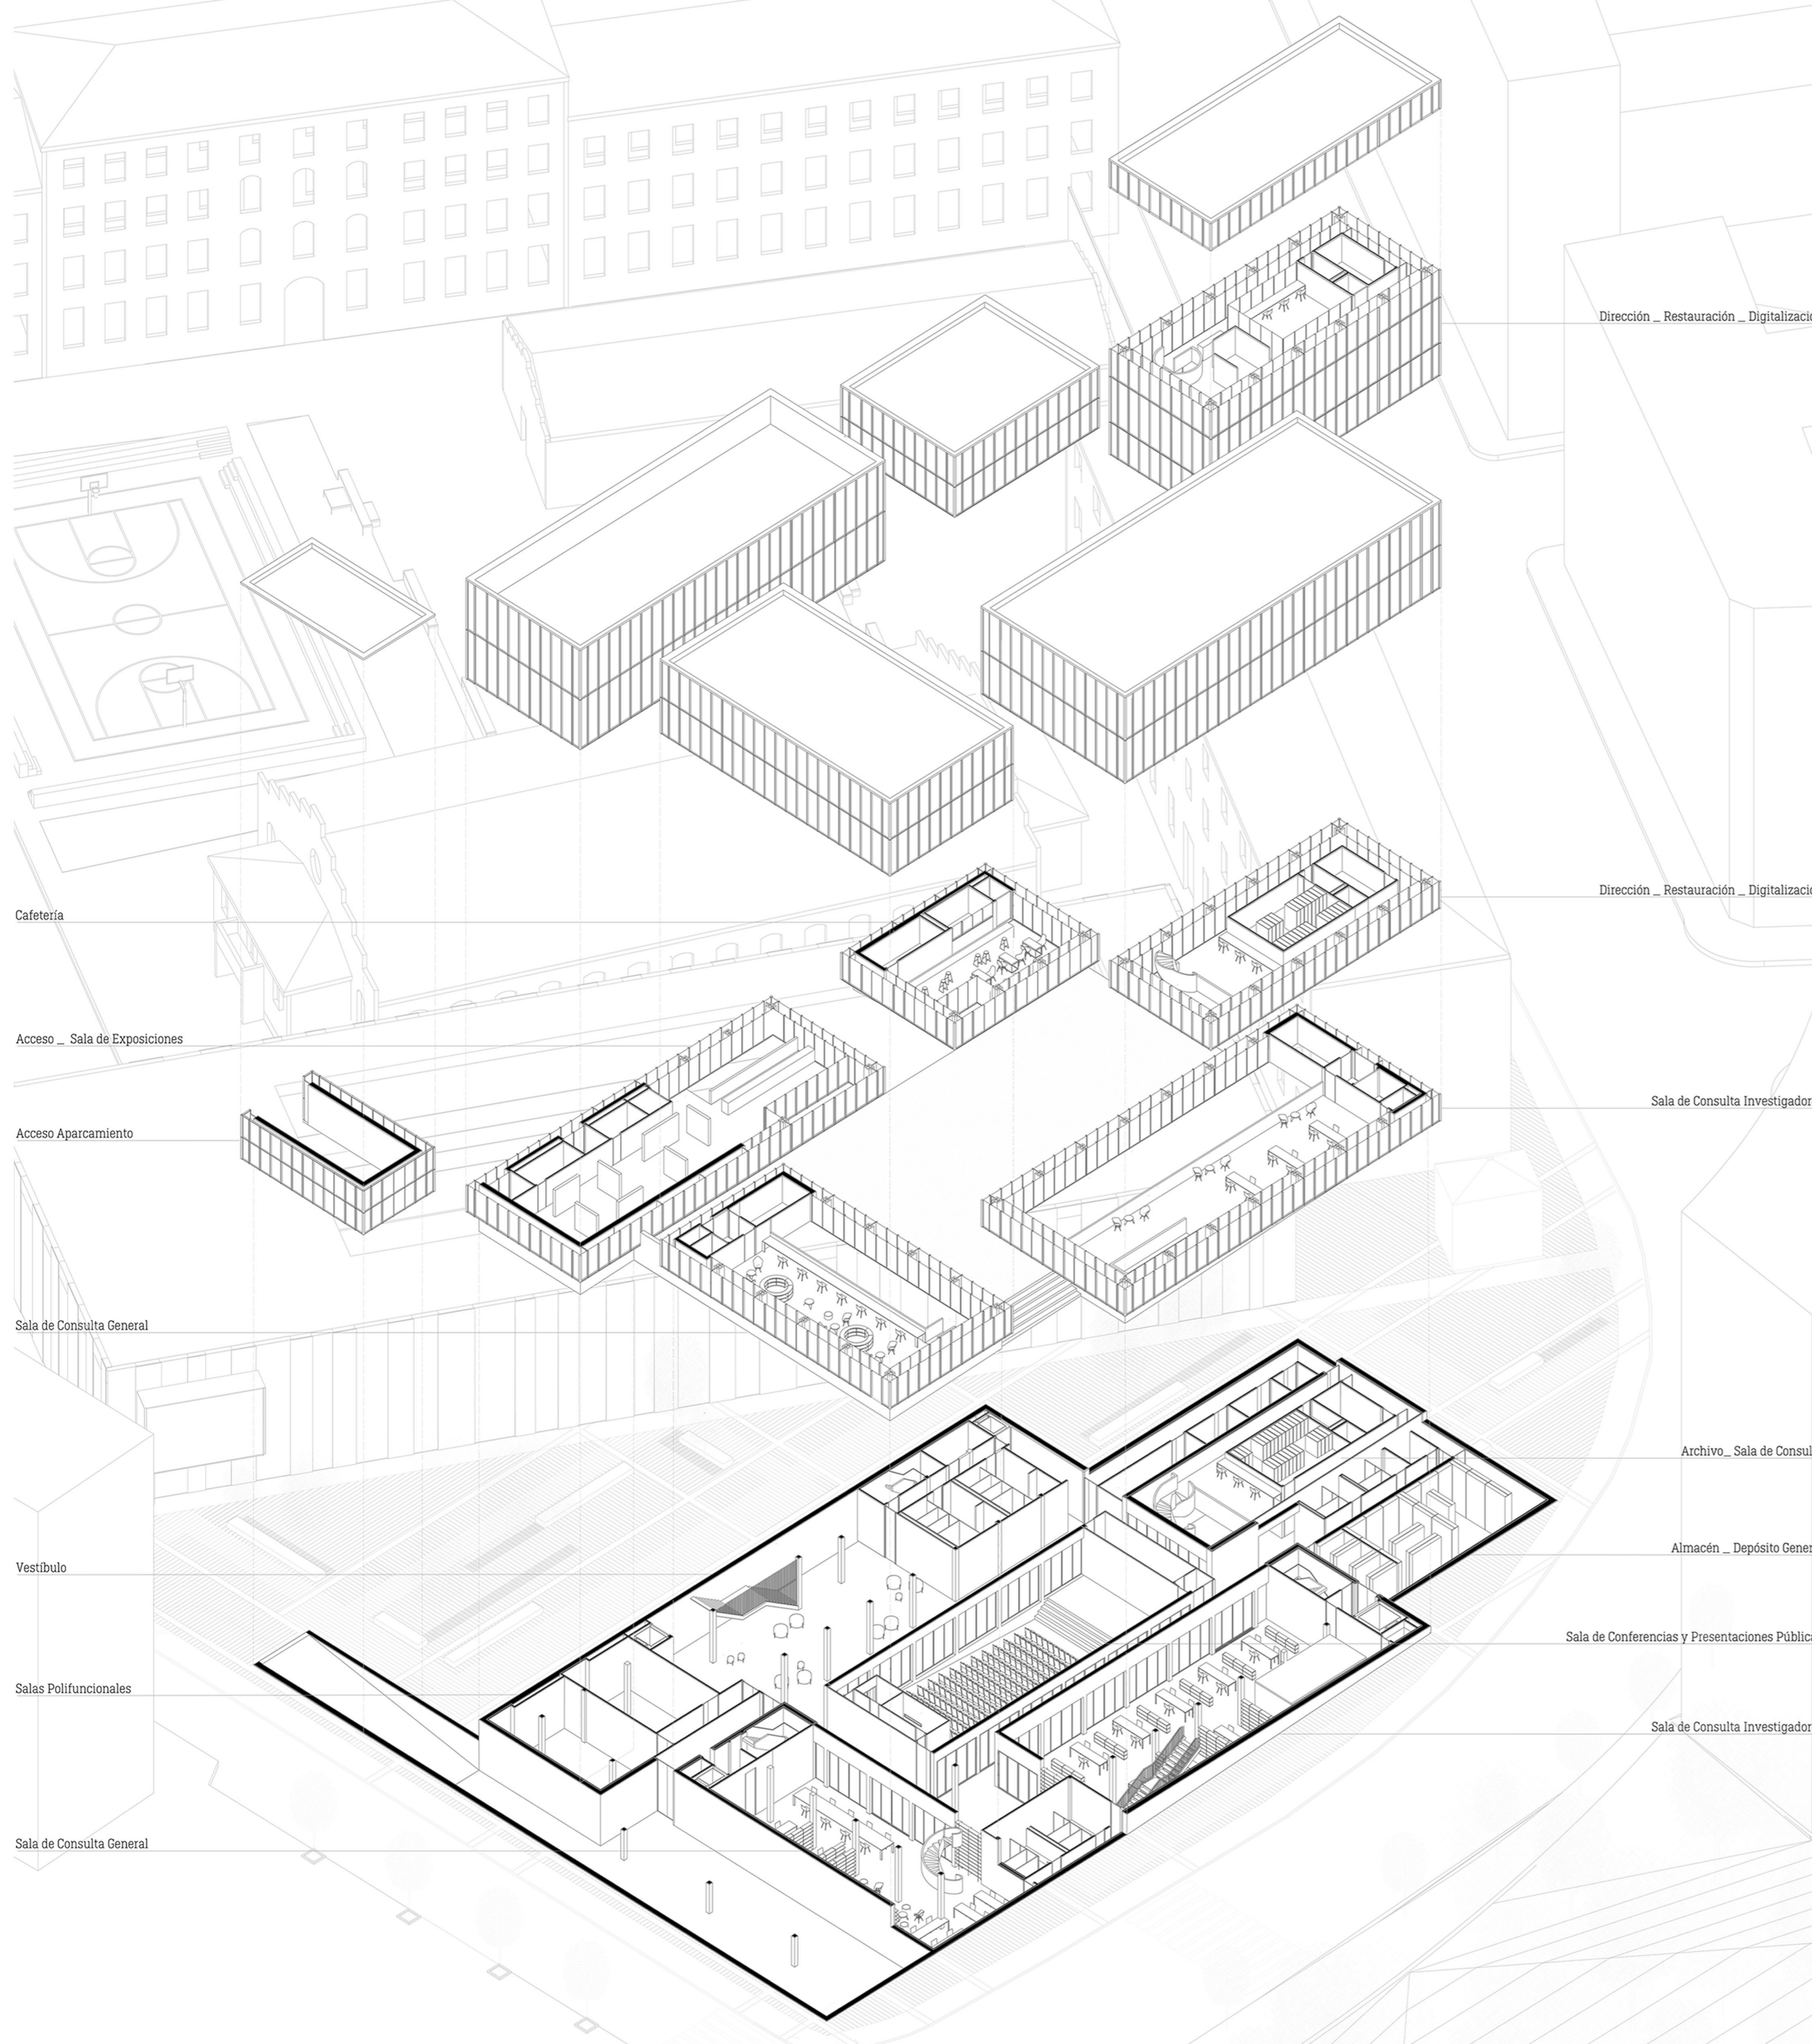 Dirección _ Restauración _ Digitalizació
Dirección _ Restauración _ Digitalizació
Cafetería
Acceso _ Sala de Exposiciones
Sala de Consulta Investigador
Acceso Aparcamiento
Sala de Consulta General
Archivo_ Sala de Consul
Almacén _ Depósito Gener
Vestíbulo
Sala de Conferencias y Presentaciones Pública
Salas Polifuncionales
Sala de Consulta Investigador
Sala de Consulta General